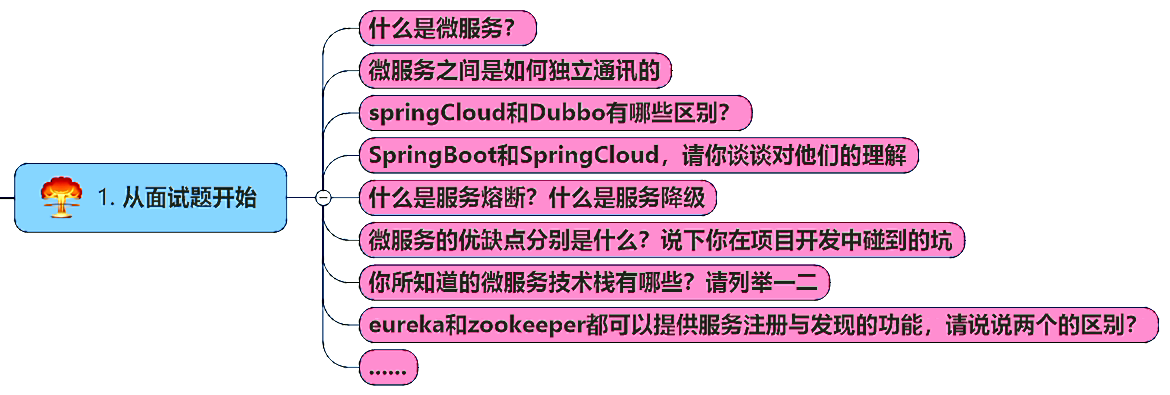 1. 从面试题开始
什么是微服务？
微服务之间是如何独立通讯的
springCloud和Dubbo有哪些区别？
SpringBoot和SpringCloud，请你谈谈对他们的理解
什么是服务熔断？什么是服务降级
微服务的优缺点分别是什么？说下你在项目开发中碰到的坑
你所知道的微服务技术栈有哪些？请列举一二
eureka和zookeeper都可以提供服务注册与发现的功能，请说说两个的区别？
......